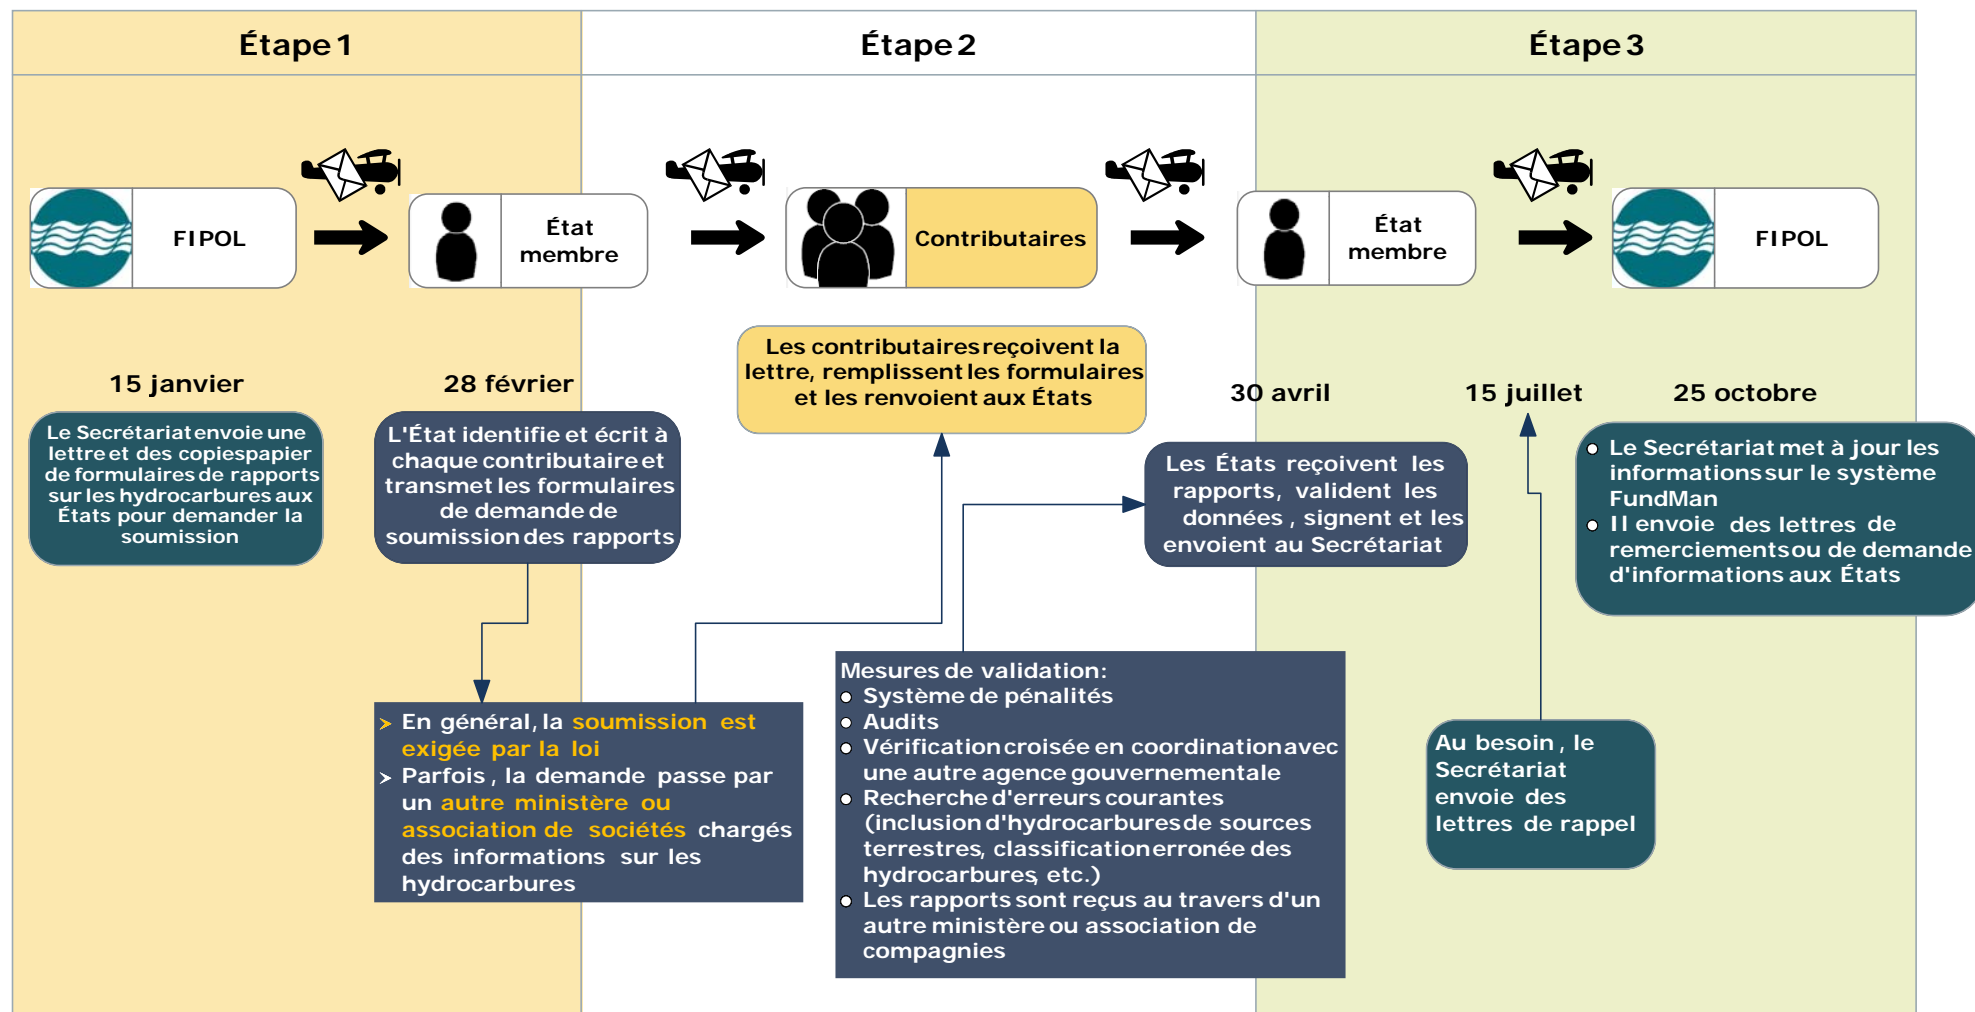 Étape 1
Étape 2
Étape 3
FIPOL
État
membre
Contributaires
État
membre
FIPOL
15 janvier
Le Secrétariat envoie une
lettre et des copies papier
de formulaires de rapports
sur les hydrocarbures aux
États pour demander la
soumission
28 février
L'État identifie et écrit à
chaque contributaire et
transmet les formulaires
de demande de
soumission des rapports
En général, la soumission est
exigée par la loi
Parfois, la demande passe par
un autre ministère ou
association de sociétés chargés
des informations sur les
hydrocarbures
Les contributaires reçoivent la
lettre, remplissent les formulaires
et les renvoient aux États
30 avril
Les États reçoivent les
rapports, valident les
données, signent et les
envoient au Secrétariat
Mesures de validation:
Système de pénalités
Audits
Vérification croisée en coordination avec
une autre agence gouvernementale
Recherche d'erreurs courantes
(inclusion d'hydrocarbures de sources
terrestres, classification erronée des
hydrocarbures, etc.)
Les rapports sont reçus au travers d'un
autre ministère ou association de
compagnies
15 juillet
Au besoin, le
Secrétariat
envoie des
lettres de rappel
25 octobre
Le Secrétariat met à jour les
informations sur le système
FundMan
Il envoie des lettres de
remerciements ou de demande
d'informations aux États